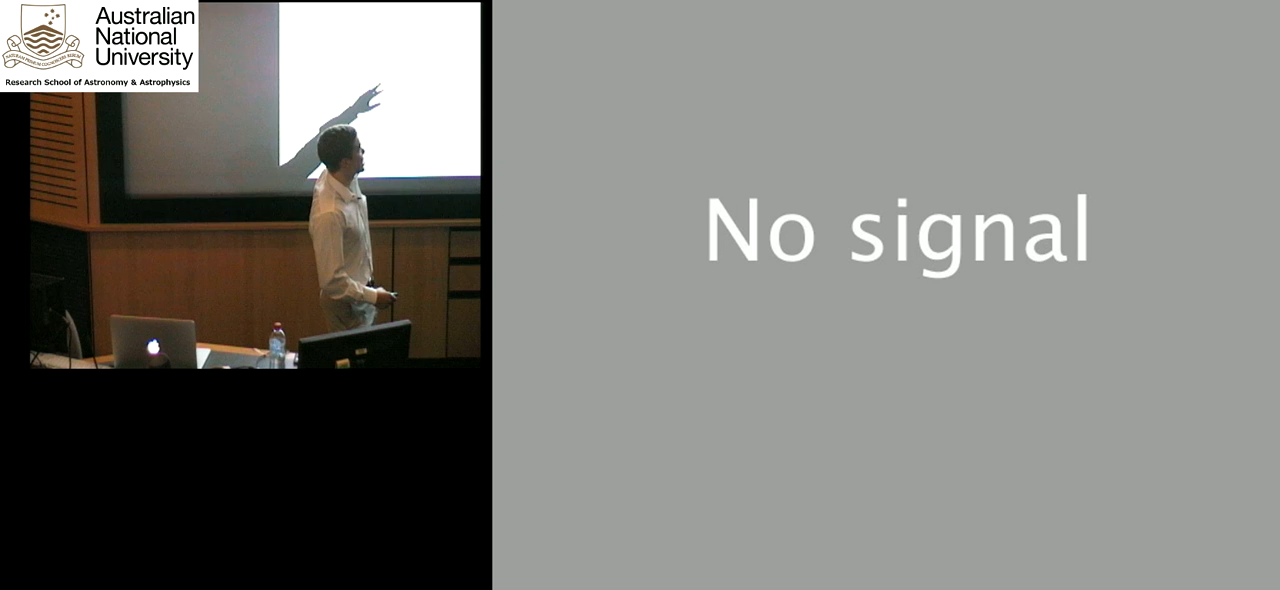 Australian
National
University
Research School of Astronomy & Astrophysics
No signal